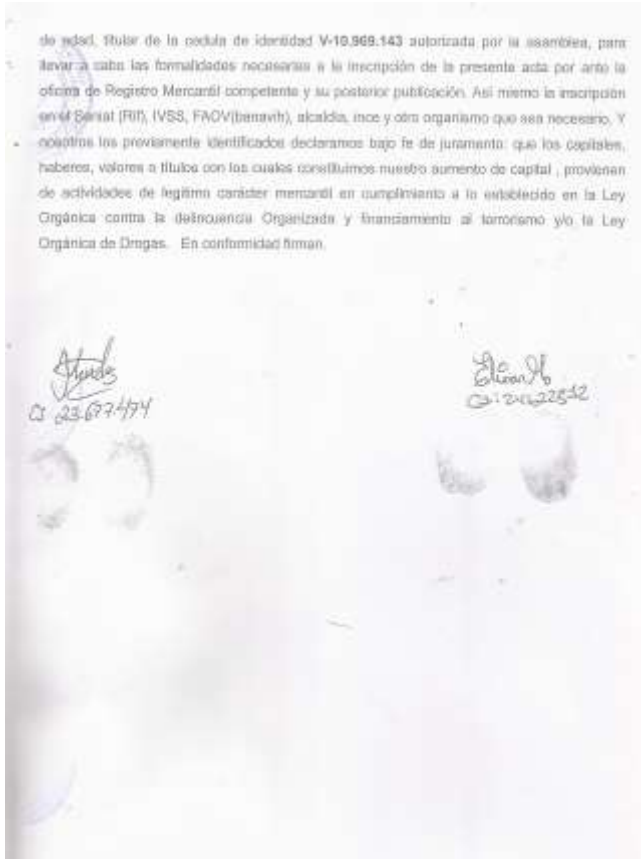 de edad, titular de la cedula de identidad V-10.969.143 autorizada por la asamblea, para
llevar a cabo las formalidades necesarias a la inscripción de la presente acta por ante la
oficina de Registro Mercantil competente y su posterior publicación. Así mismo la inscripción
en el Seniat (RIF), IVSS, FAOV(banavih), alcaldía, ince y otro organismo que sea necesario. Y
nosotros los previamente identificados declaramos bajo fe de juramento: que los capitales,
haberes, valores a títulos con los cuales constituimos nuestro aumento de capital , provienen
de actividades de legítimo carácter mercantil en cumplimiento a lo establecido en la Ley
Orgánica contra la delincuencia Organizada y financiamiento al terrorismo y/o la Ley
Orgánica de Drogas. En conformidad firman.
CI 23.677.474